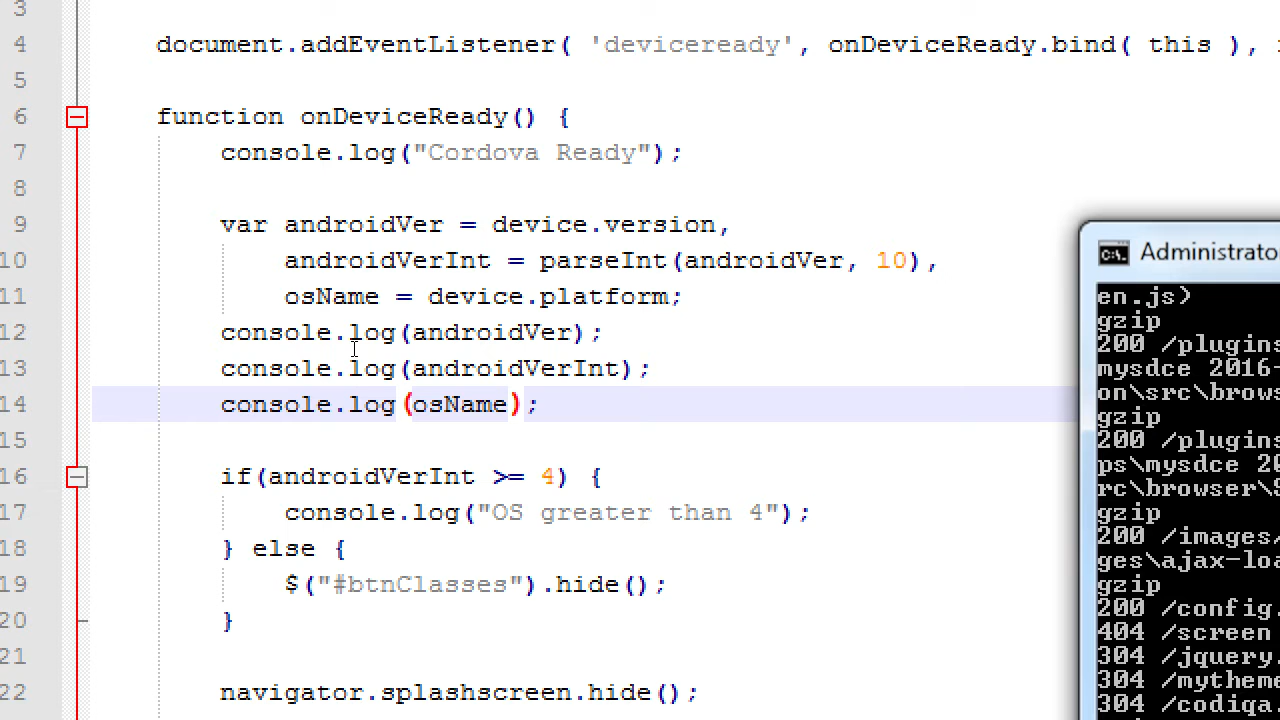 3
4 document.addEventListener( 'deviceready', onDeviceReady.bind( this ),
5
6 function onDeviceReady() {
7 console.log("Cordova Ready");
8
9 var androidVer = device.version,
10 androidVerInt = parseInt(androidVer, 10),
11 osName = device.platform;
12 console.log(androidVer);
13 console.log(androidVerInt);
14 console.log(osName);
15
16 if(androidVerInt >= 4) {
17 console.log("OS greater than 4");
18 } else {
19 $("#btnClasses").hide();
20 }
21
22 navigator.splashscreen.hide();
Administrato
en.js)
gzip
200 /plugins
mysdce 2016-
on\src\brows
gzip
200 /plugins
ps\mysdce 20
rc\browser\S
gzip
200 /images/
ges\ajax-loa
gzip
200 /config.
404 /screen
304 /jquery.
304 /mytheme
304 /codiqa.